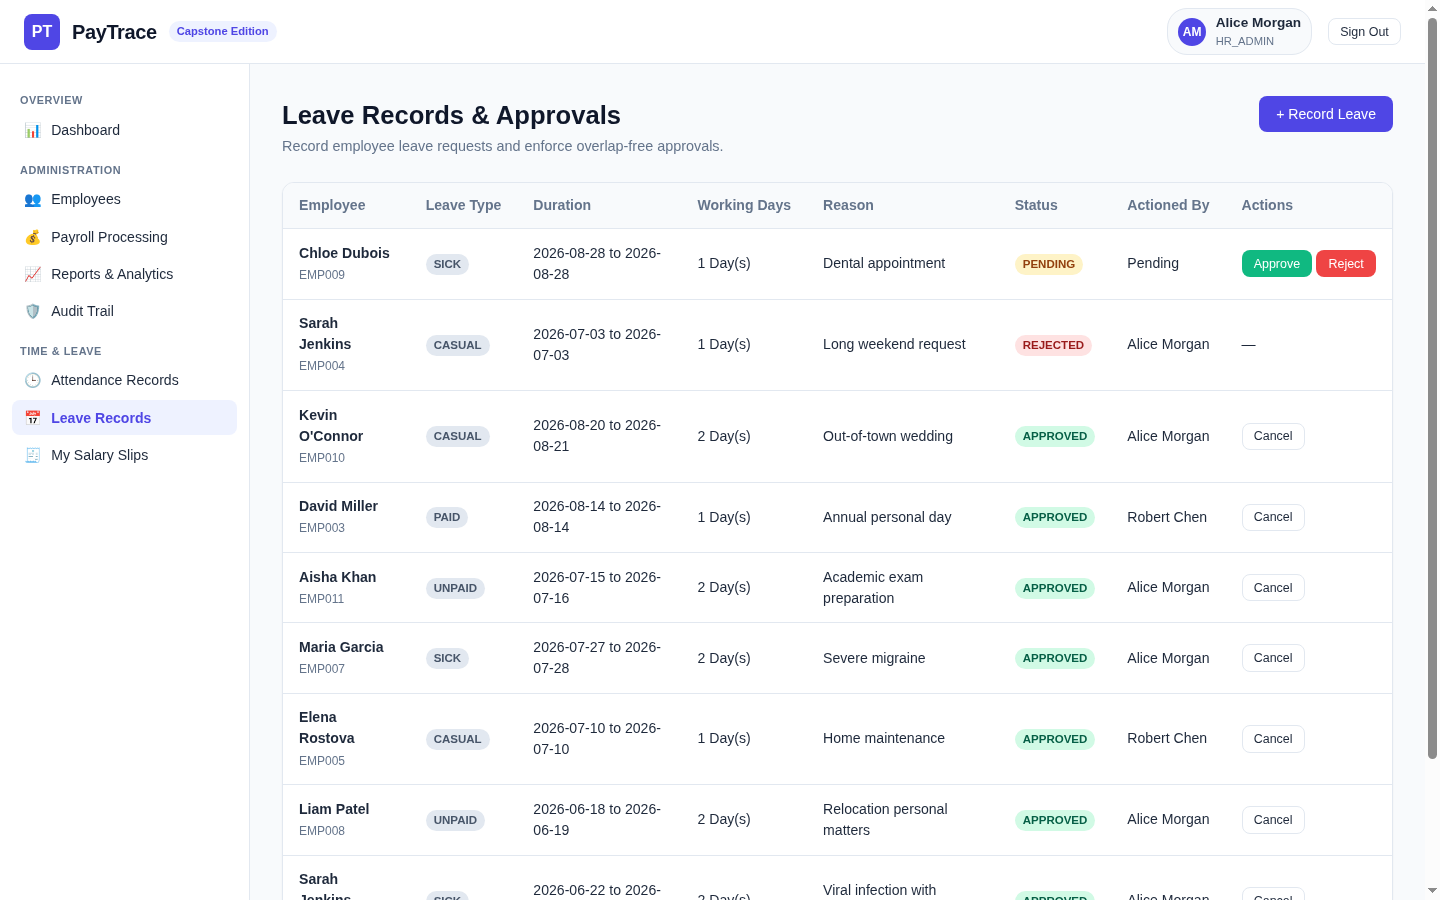 PT PayTrace Capstone Edition AM Alice Morgan Sign Out
HR_ADMIN
OVERVIEW
Dashboard
ADMINISTRATION
Employees
Payroll Processing
Reports & Analytics
Audit Trail
TIME & LEAVE
Attendance Records
Leave Records
My Salary Slips
Leave Records & Approvals
+ Record Leave
Record employee leave requests and enforce overlap-free approvals.
Employee Leave Type Duration Working Days Reason Status Actioned By Actions
Chloe Dubois
EMP009
SICK
2026-08-28 to 2026-
08-28
1 Day(s)
Dental appointment
PENDING
Pending
Approve Reject
Sarah
Jenkins
EMP004
CASUAL
2026-07-03 to 2026-
07-03
1 Day(s)
Long weekend request
REJECTED
Alice Morgan
—
Kevin
O'Connor
EMP010
CASUAL
2026-08-20 to 2026-
08-21
2 Day(s)
Out-of-town wedding
APPROVED
Alice Morgan
Cancel
David Miller
EMP003
PAID
2026-08-14 to 2026-
08-14
1 Day(s)
Annual personal day
APPROVED
Robert Chen
Cancel
Aisha Khan
EMP011
UNPAID
2026-07-15 to 2026-
07-16
2 Day(s)
Academic exam
preparation
APPROVED
Alice Morgan
Cancel
Maria Garcia
EMP007
SICK
2026-07-27 to 2026-
07-28
2 Day(s)
Severe migraine
APPROVED
Alice Morgan
Cancel
Elena
Rostova
EMP005
CASUAL
2026-07-10 to 2026-
07-10
1 Day(s)
Home maintenance
APPROVED
Robert Chen
Cancel
Liam Patel
EMP008
UNPAID
2026-06-18 to 2026-
06-19
2 Day(s)
Relocation personal
matters
APPROVED
Alice Morgan
Cancel
Sarah
Jenkins
SICK
2026-06-22 to 2026-
2 Day(s)
Viral infection with
APPROVED
Alice Morgan
Cancel